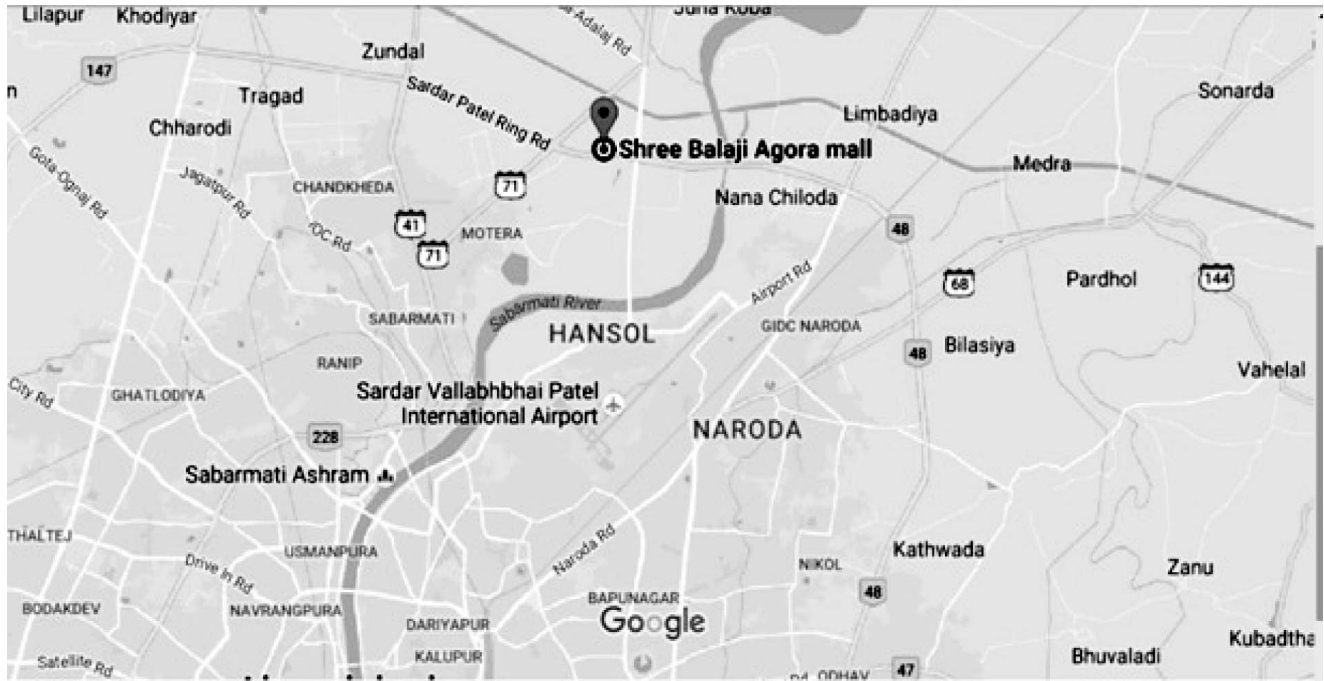 Juna Koba
Lilapur
Khodiyar
Adalaj Rd
Zundal
147
Sardar Patel Ring Rd
Tragad
Sonarda
Limbadiya
Chharodi
Shree Balaji Agora mall
Medra
Gota-Ognaj Rd
Jagatpur Rd
CHANDKHEDA
71
Nana Chiloda
41
48
IOC Rd
MOTERA
71
Airport Rd
68
Pardhol
144
Sabarmati River
SABARMATI
HANSOL
GIDC NARODA
48
Bilasiya
RANIP
Vahelal
City Rd
GHATLODIYA
Sardar Vallabhbhai Patel
International Airport
228
NARODA
Sabarmati Ashram
THALTEJ
USMANPURA
Naroda Rd
Kathwada
Drive In Rd
NIKOL
Zanu
BODAKDEV
NAVRANGPURA
BAPUNAGAR
48
DARIYAPUR
Google
Kubadtha
KALUPUR
Satellite Rd
Bhuvaladi
Rd
ODHAV
47